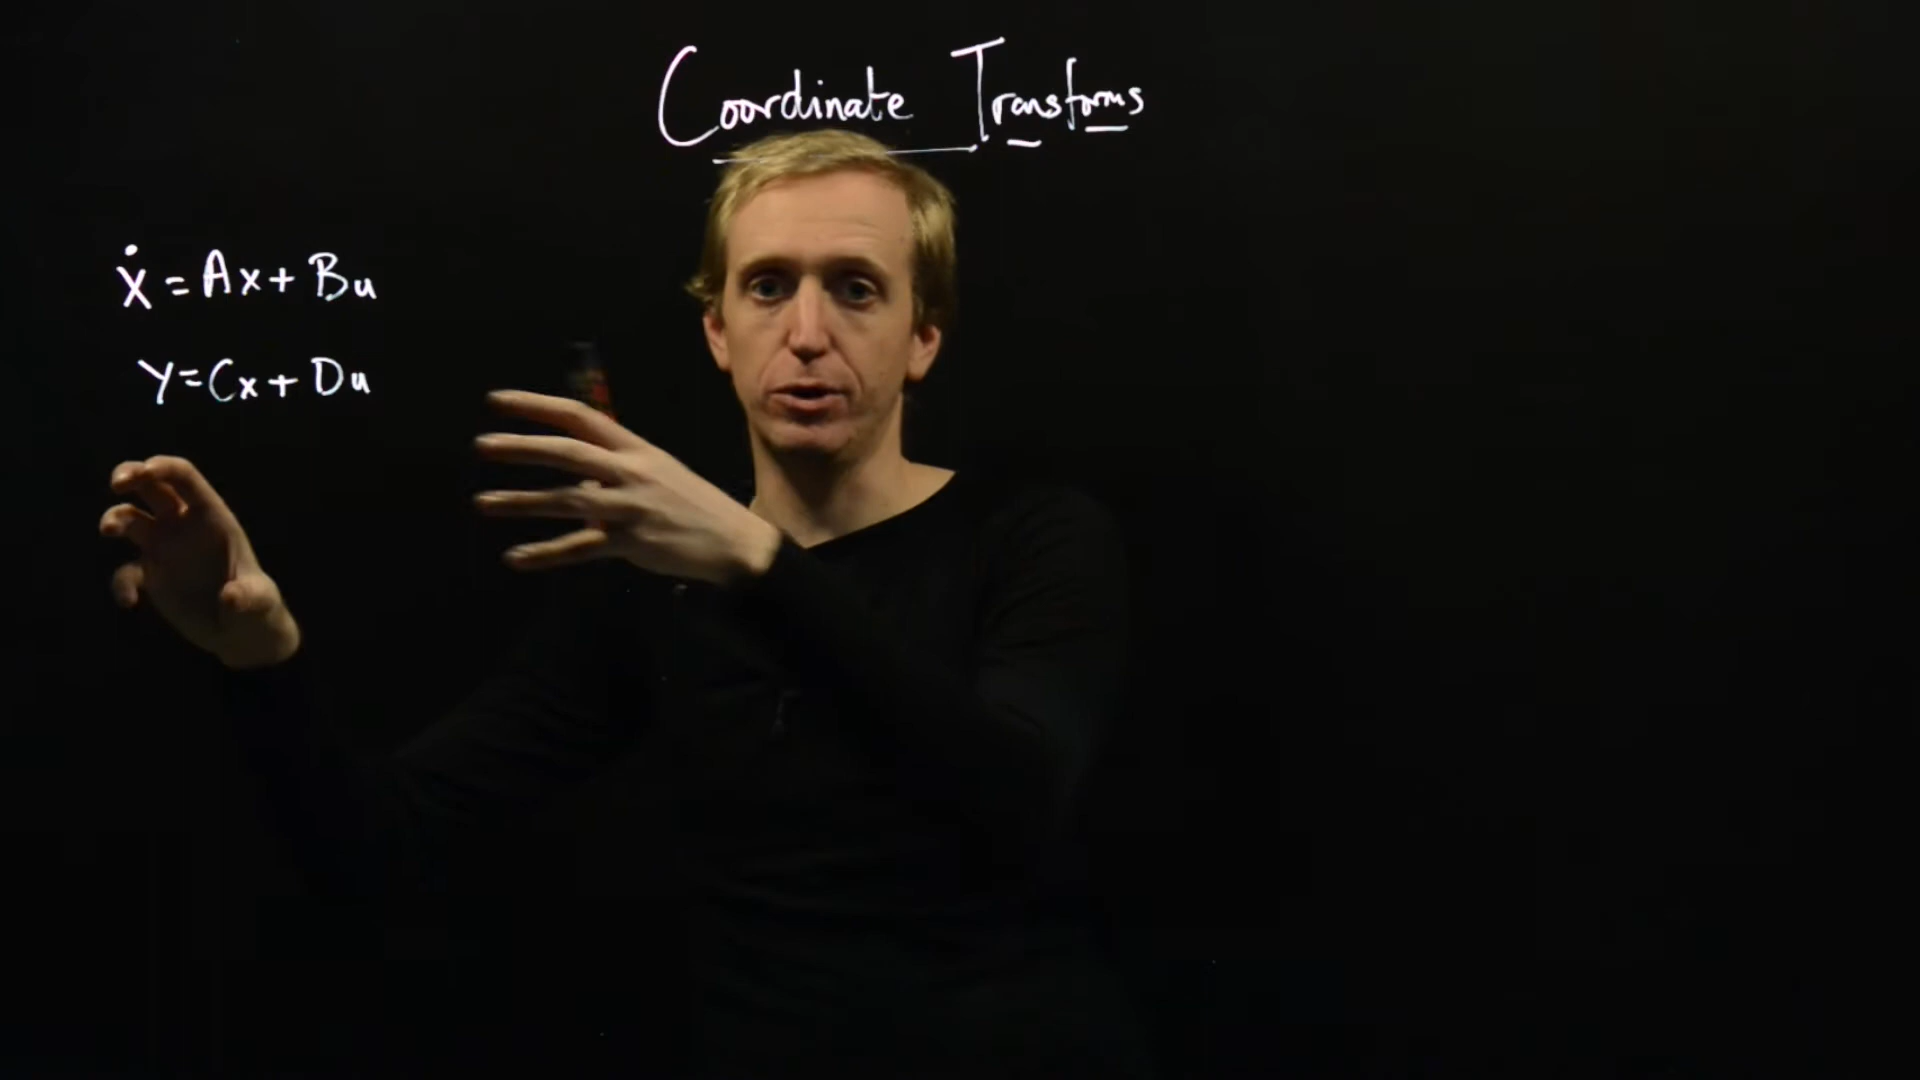 Coordinate Transforms
ẋ = Ax + Bu
y = Cx + Du